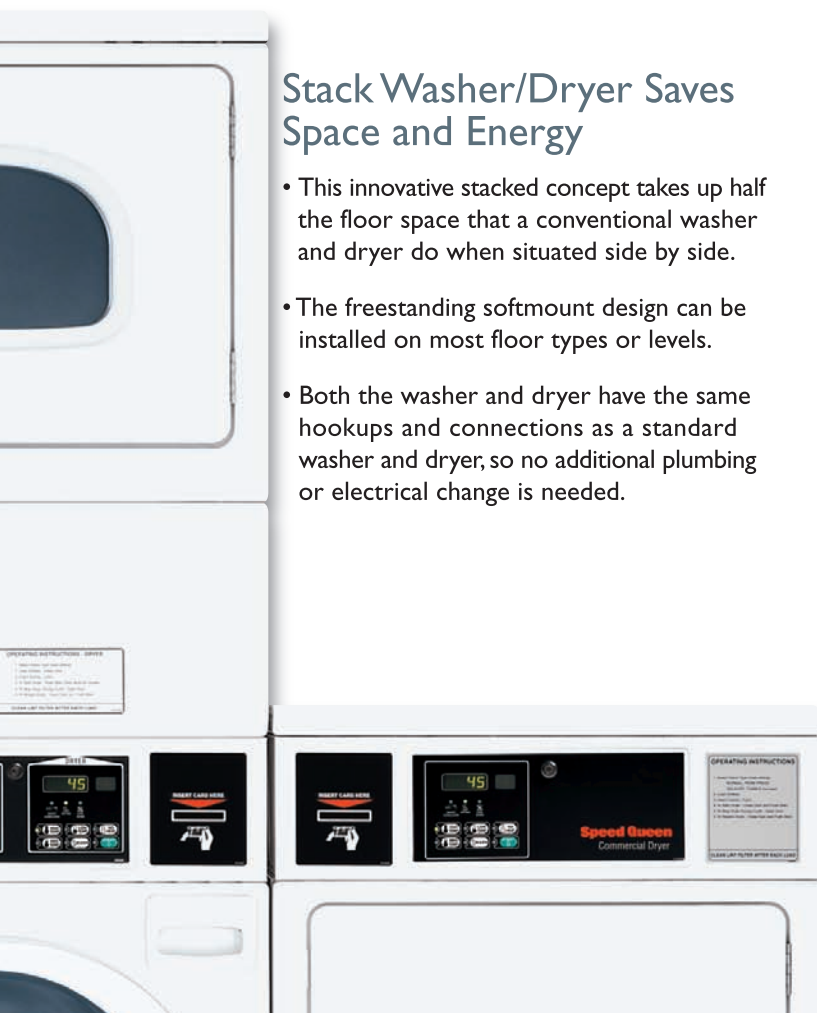 Stack Washer/Dryer Saves
Space and Energy
• This innovative stacked concept takes up half
the floor space that a conventional washer
and dryer do when situated side by side.
• The freestanding softmount design can be
installed on most floor types or levels.
• Both the washer and dryer have the same
hookups and connections as a standard
washer and dryer, so no additional plumbing
or electrical change is needed.
OPERATING INSTRUCTIONS - DRYER
CLEAN LINT FILTER AFTER EACH LOAD
DRYER
45
INSERT CARD HERE
INSERT CARD HERE
45
Speed Queen
Commercial Dryer
OPERATING INSTRUCTIONS
CLEAN LINT FILTER AFTER EACH LOAD